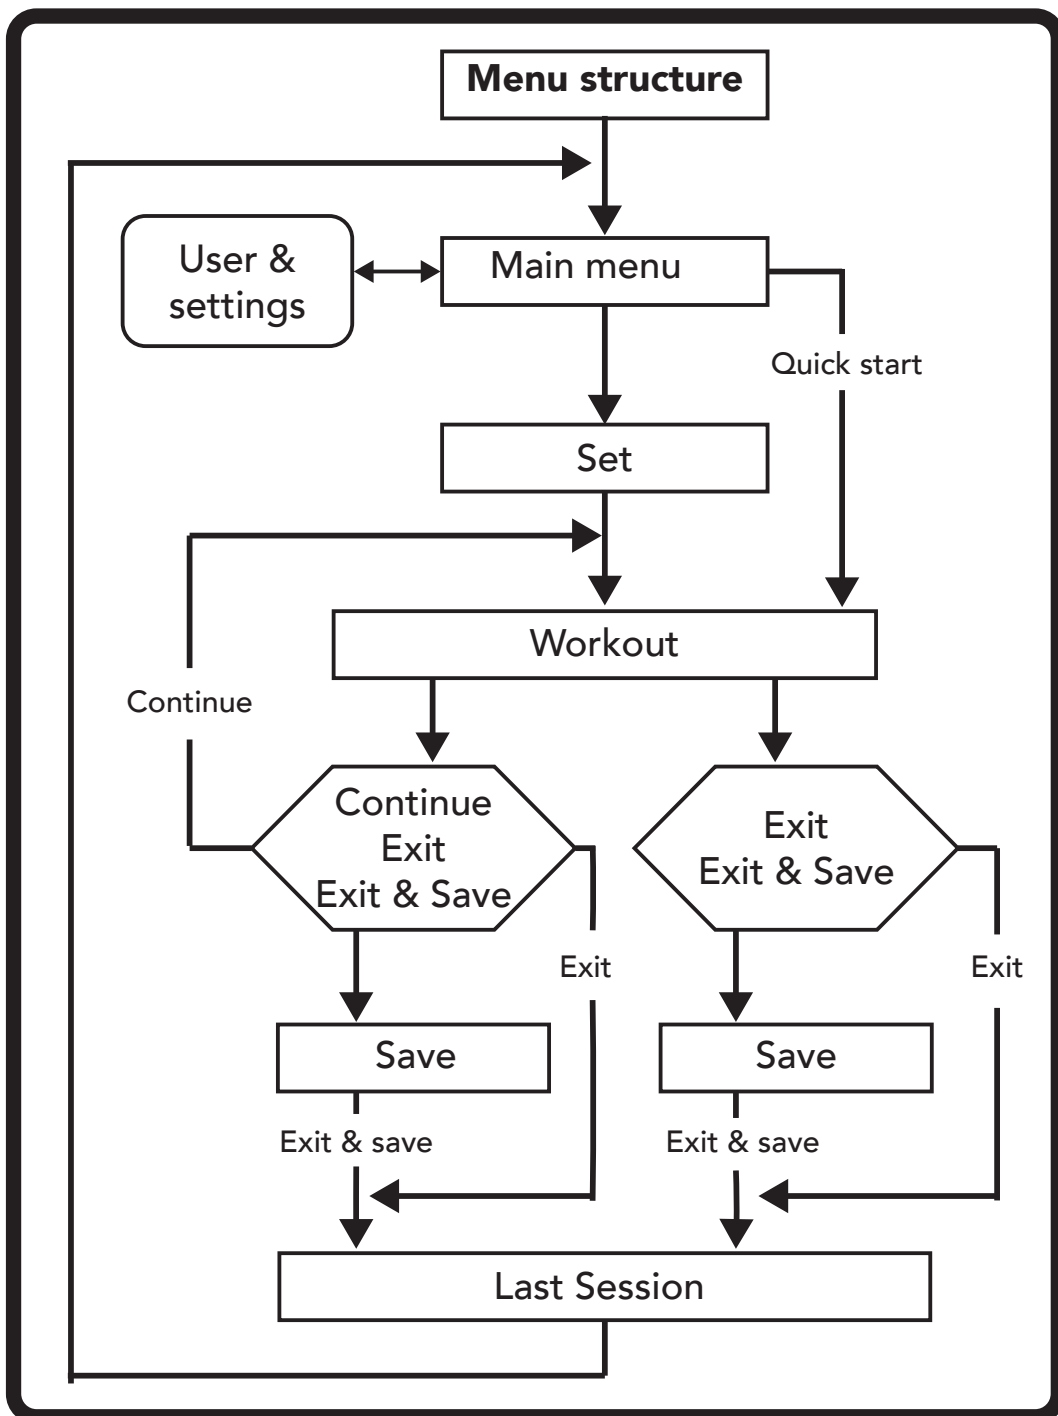 Menu structure
User &
settings
Main menu
Quick start
Set
Workout
Continue
Continue
Exit
Exit & Save
Exit
Exit & Save
Exit
Exit
Save
Save
Exit & save
Exit & save
Last Session